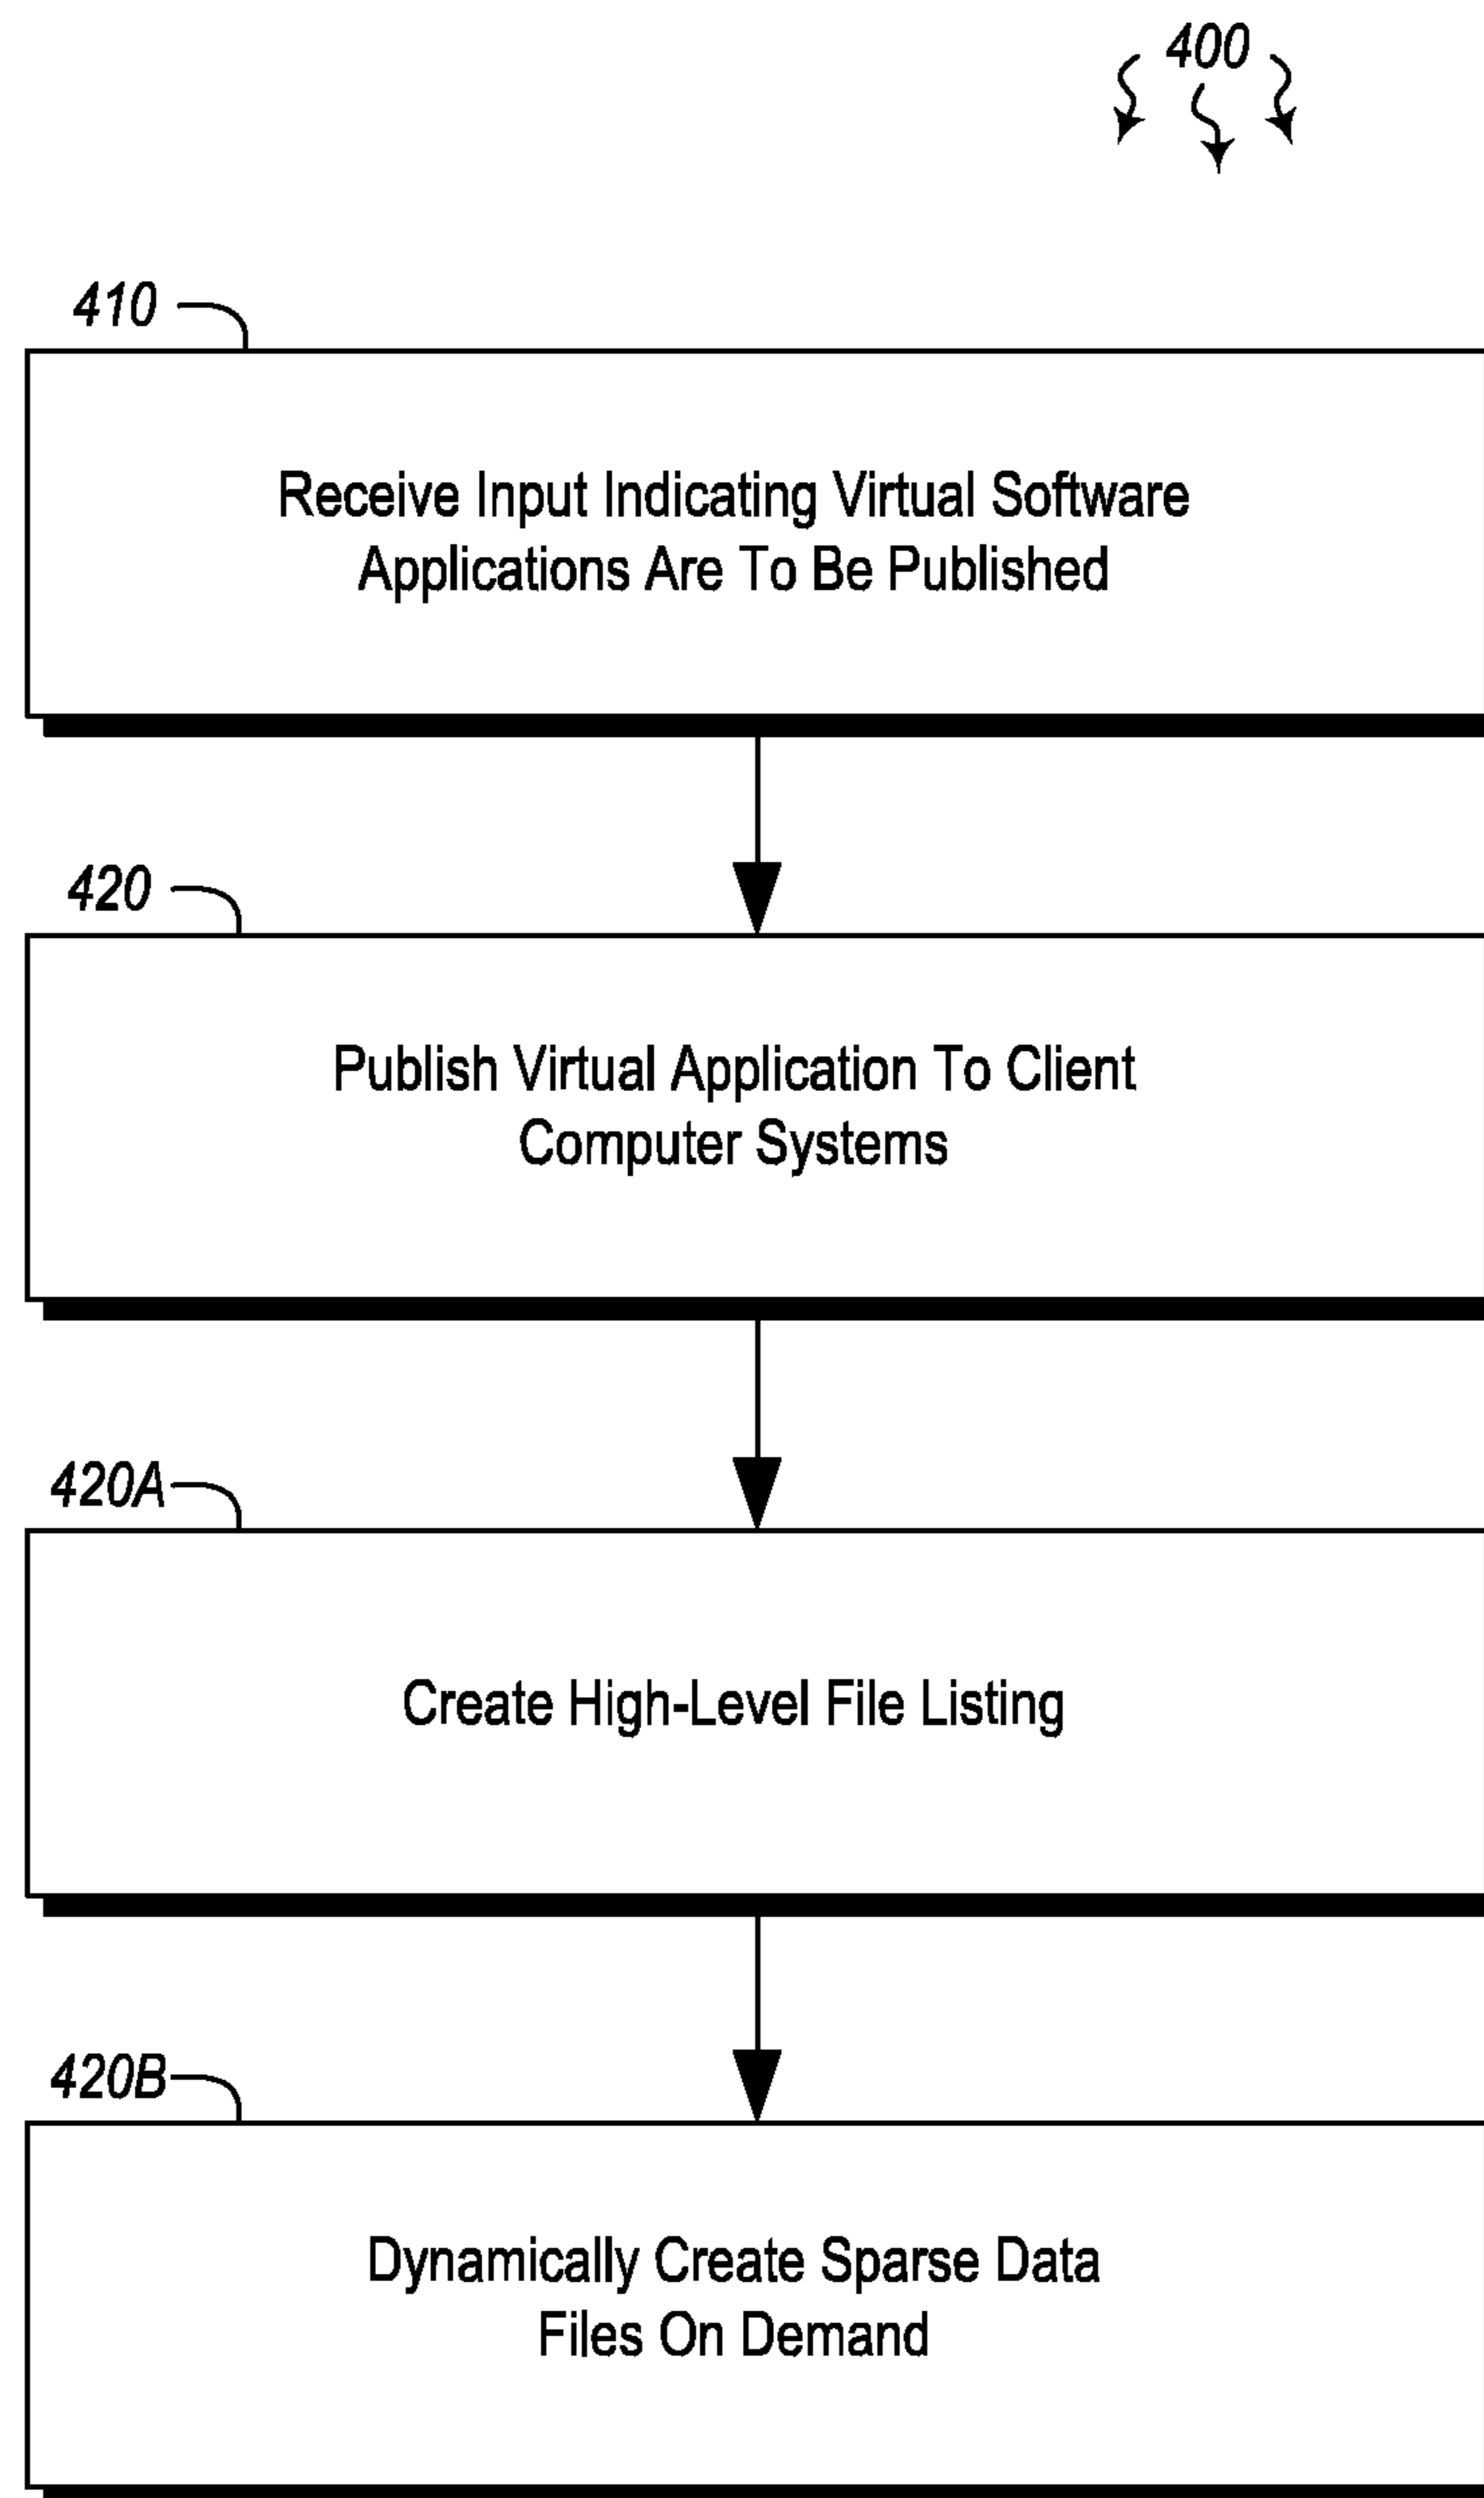 400
410
Receive Input Indicating Virtual Software
Applications Are To Be Published
420
Publish Virtual Application To Client
Computer Systems
420A
Create High-Level File Listing
420B
Dynamically Create Sparse Data
Files On Demand